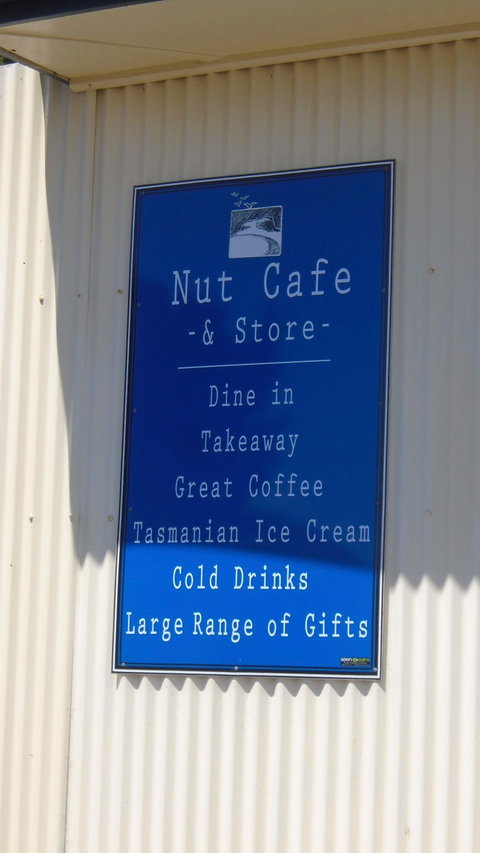 Nut Cafe
-& Store-
Dine in
Takeaway
Great Coffee
Tasmanian Ice Cream
Cold Drinks
Large Range of Gifts